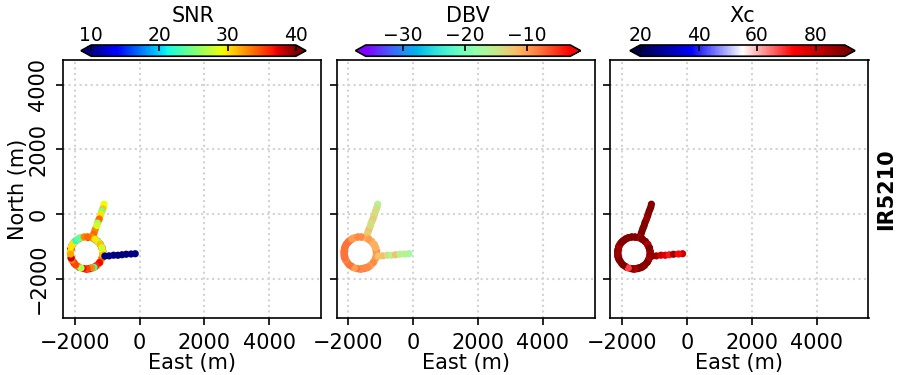 SNR DBV Xc
10 20 30 40 −30 −20 −10 20 40 60 80
North (m)
4000
2000
0
−2000
−2000 0 2000 4000 −2000 0 2000 4000 −2000 0 2000 4000
East (m) East (m) East (m)
IR5210